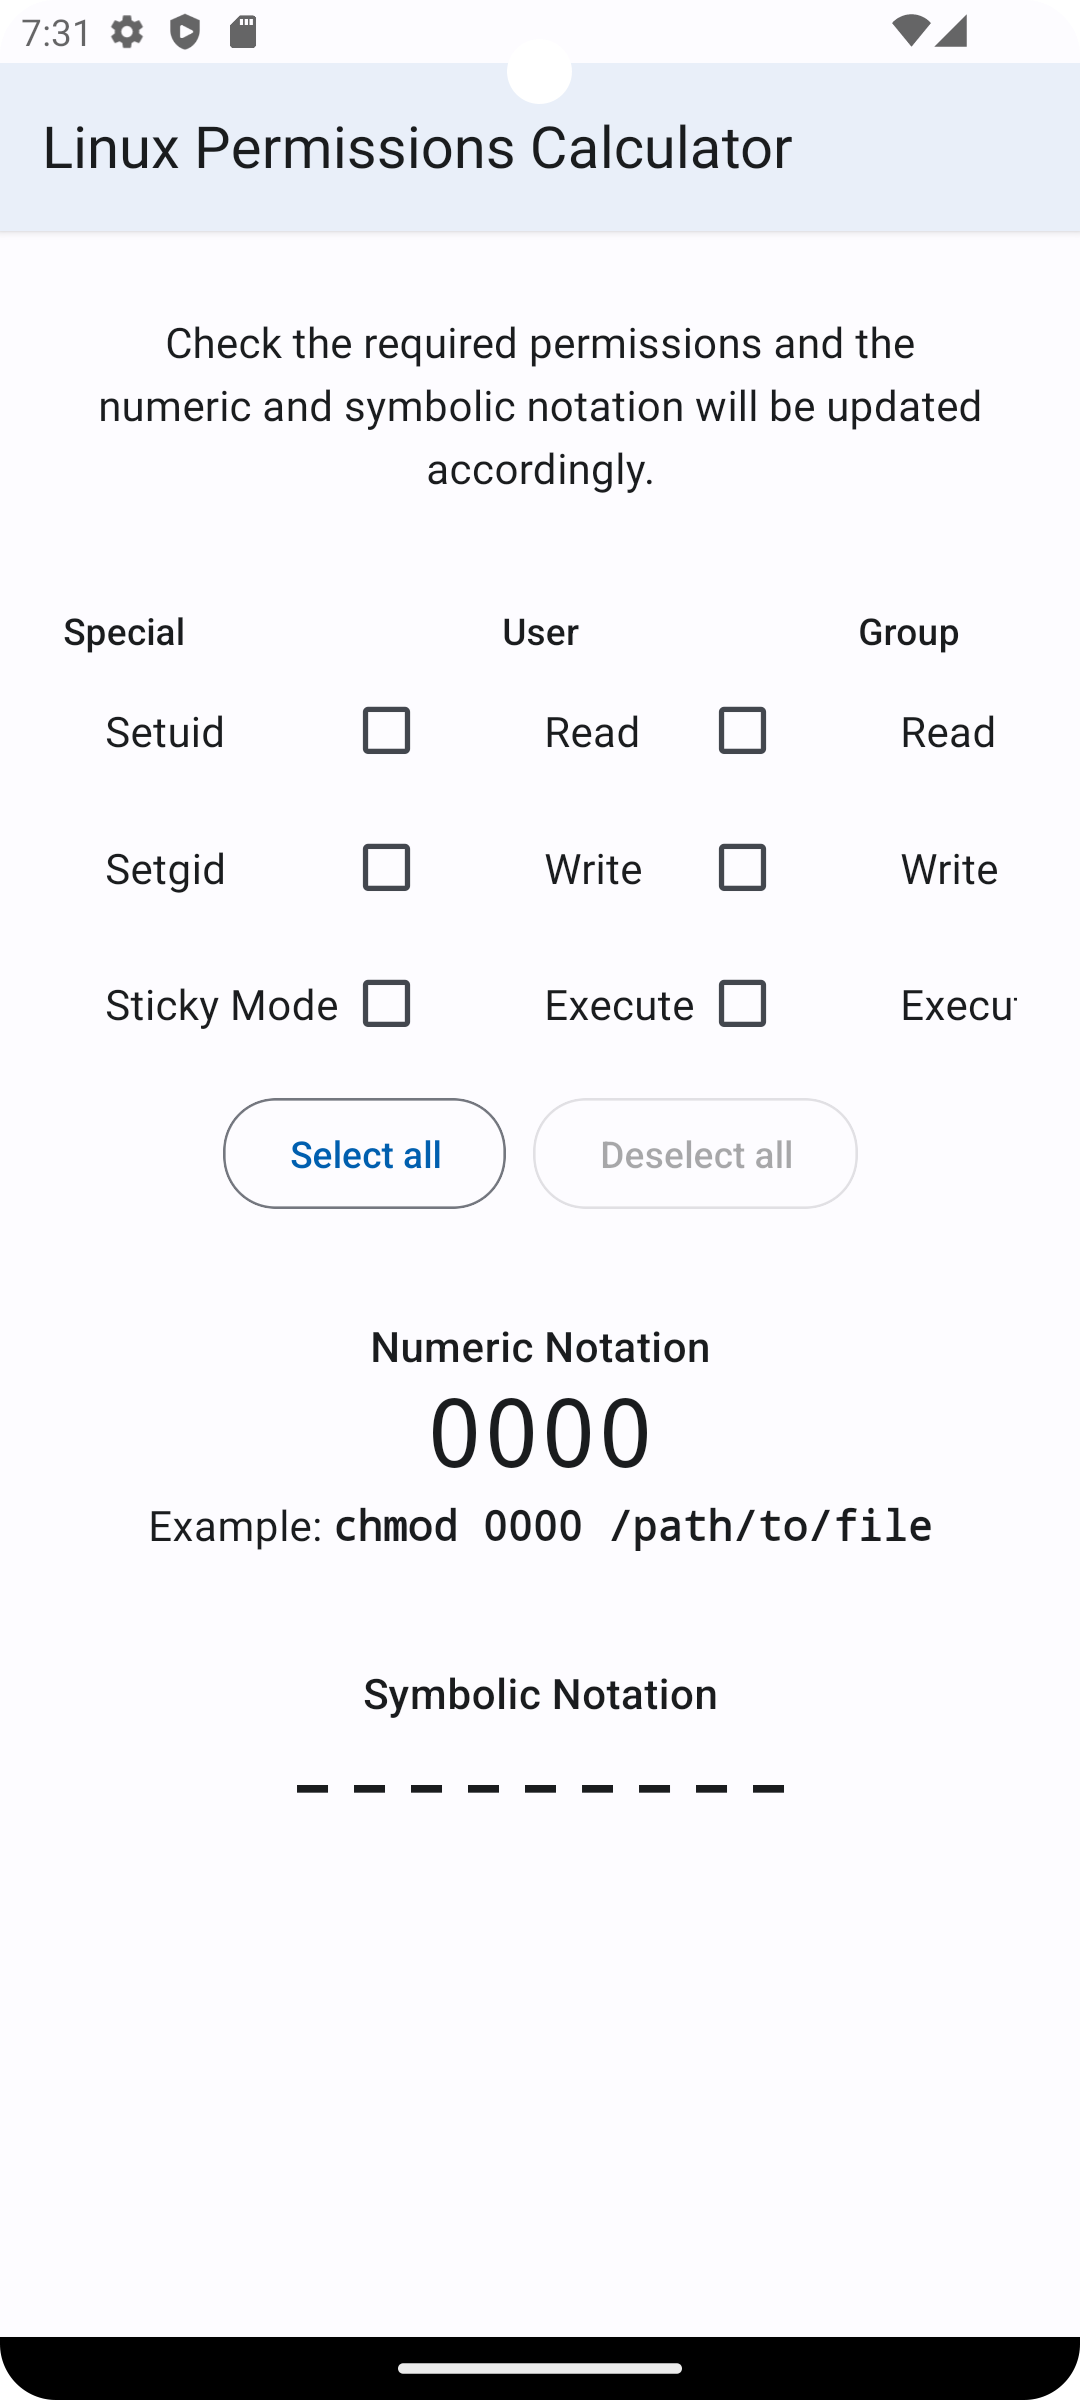 7:31
Linux Permissions Calculator
Check the required permissions and the
numeric and symbolic notation will be updated
accordingly.
Special User Group
Setuid Read Read
Setgid Write Write
Sticky Mode Execute Execu
Select all Deselect all
Numeric Notation
0000
Example: chmod 0000 /path/to/file
Symbolic Notation
---------